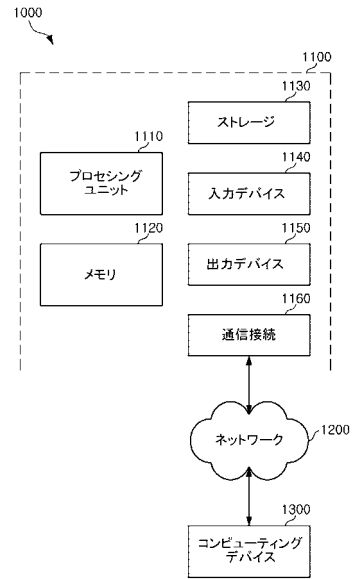 1000
1100
1130
ストレージ
1110
プロセシング
ユニット
1140
入力デバイス
1120
メモリ
1150
出力デバイス
1160
通信接続
ネットワーク
1200
1300
コンピューティング
デバイス